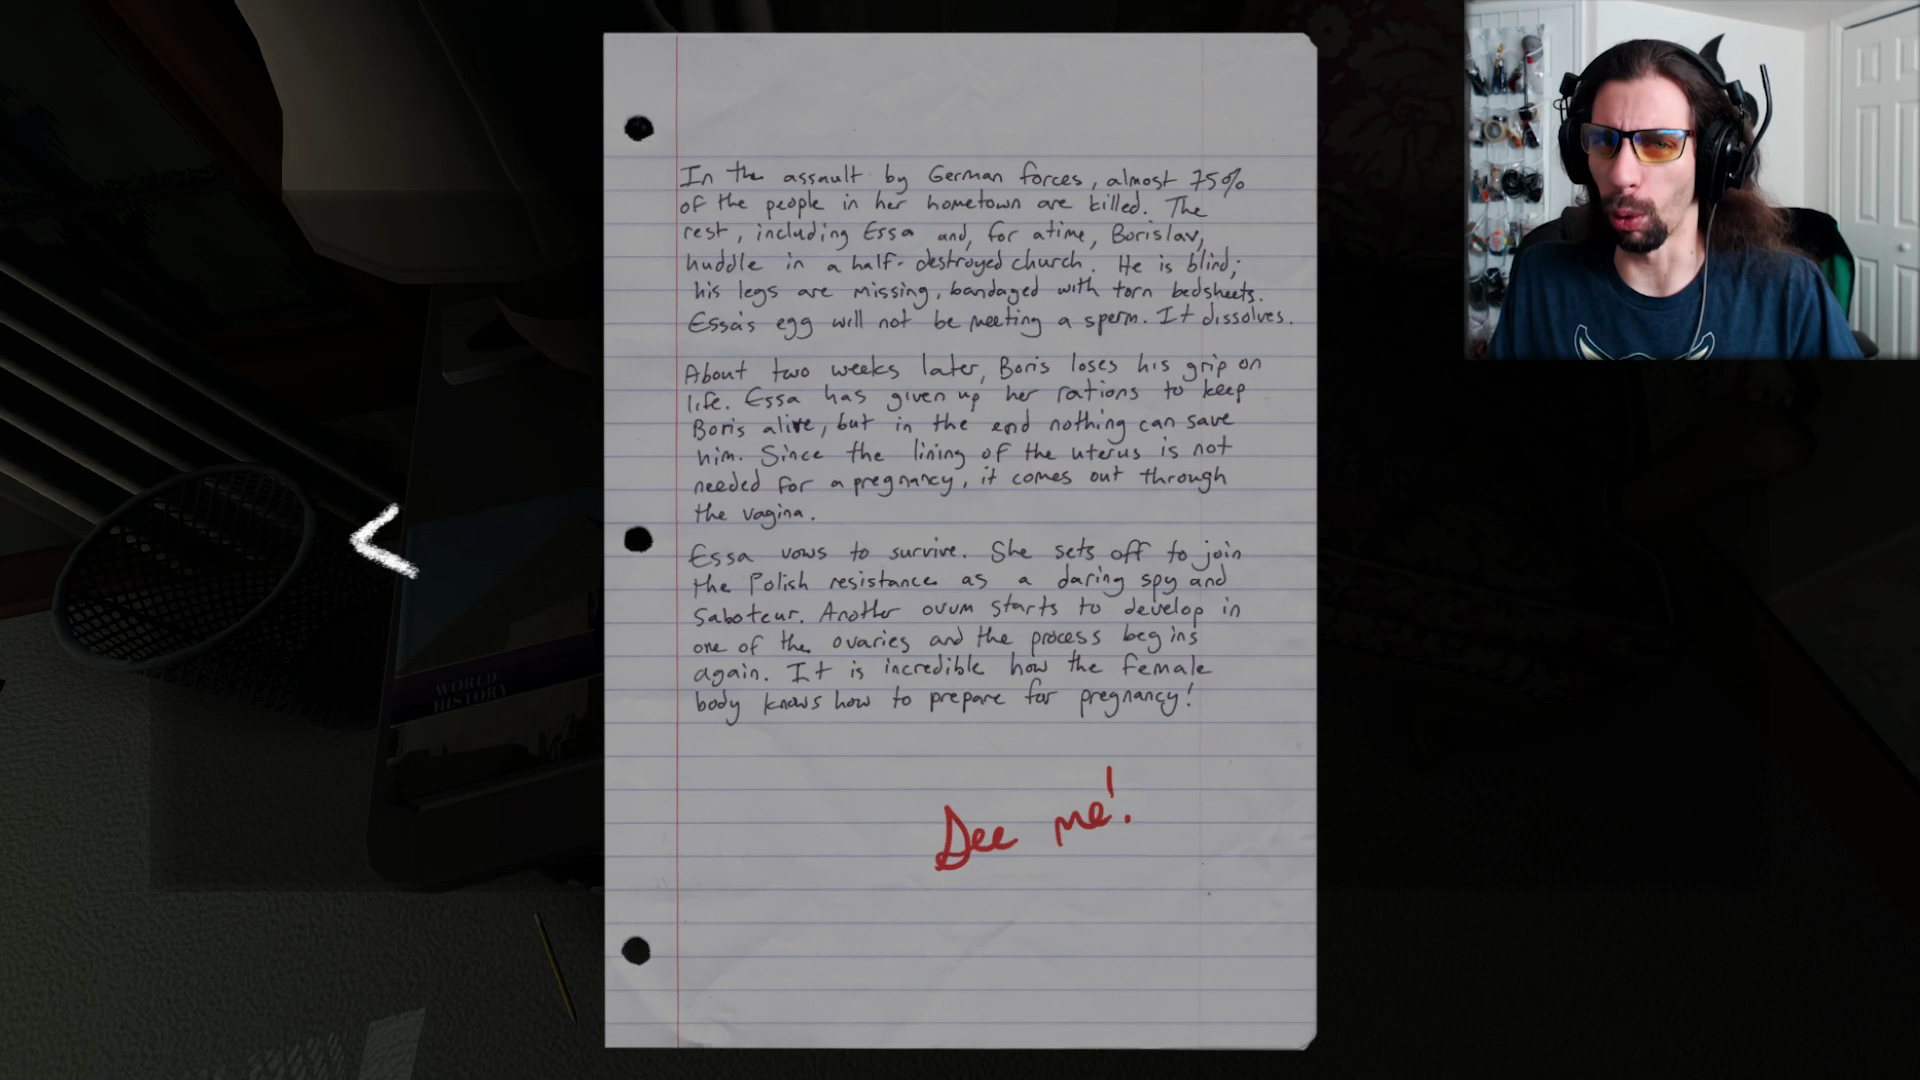 In the assault by German forces, almost 75%
of the people in her hometown are killed. The
rest, including Essa and, for a time, Borislav,
huddle in a half-destroyed church. He is blind;
his legs are missing, bandaged with torn bedsheets.
Essa's egg will not be meeting a sperm. It dissolves.
About two weeks later, Boris loses his grip on
life. Essa has given up her rations to keep
Boris alive, but in the end nothing can save
him. Since the lining of the uterus is not
needed for a pregnancy, it comes out through
the vagina.
Essa vows to survive. She sets off to join
the Polish resistance as a daring spy and
saboteur. Another ovum starts to develop in
one of the ovaries and the process begins
again. It is incredible how the female
body knows how to prepare for pregnancy!
See me!
WORLD
HISTORY